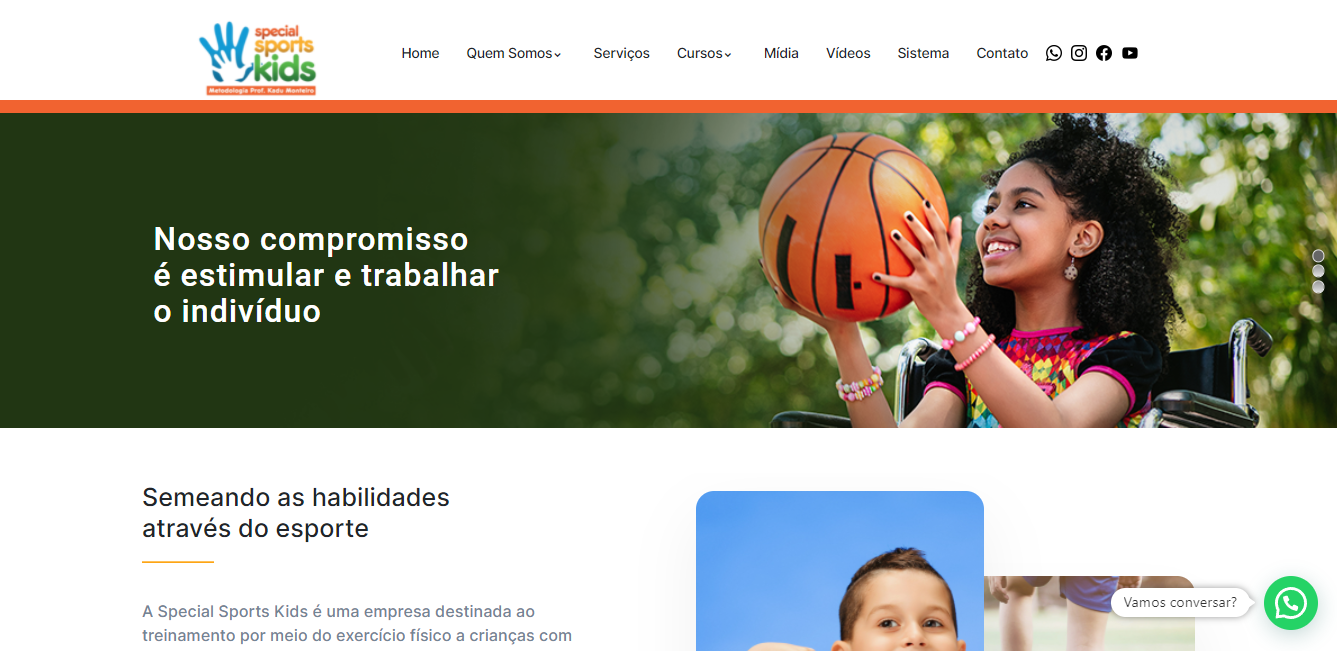 special
sports
kids
Metodologia Prof. Kadu Monteiro
Home Quem Somos Serviços Cursos Mídia Vídeos Sistema Contato
Nosso compromisso
é estimular e trabalhar
o indivíduo
Semeando as habilidades
através do esporte
A Special Sports Kids é uma empresa destinada ao
treinamento por meio do exercício físico a crianças com
Vamos conversar?